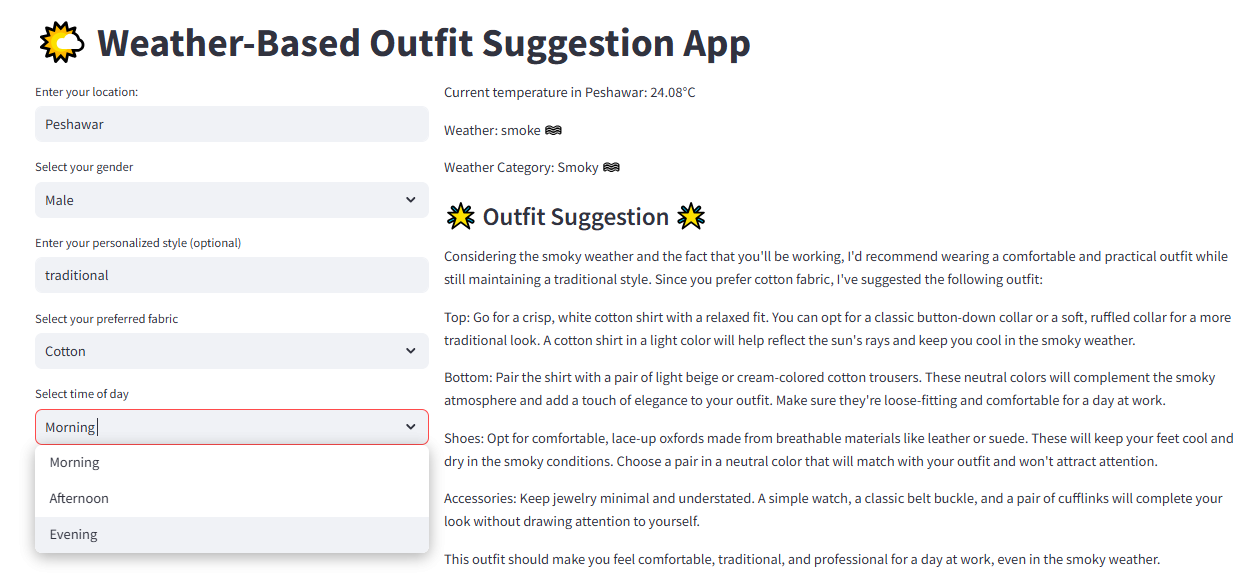 Weather-Based Outfit Suggestion App
Enter your location:
Peshawar
Select your gender
Male
Enter your personalized style (optional)
traditional
Select your preferred fabric
Cotton
Select time of day
Morning
Morning
Afternoon
Evening
Current temperature in Peshawar: 24.08°C
Weather: smoke
Weather Category: Smoky
Outfit Suggestion
Considering the smoky weather and the fact that you'll be working, I'd recommend wearing a comfortable and practical outfit while
still maintaining a traditional style. Since you prefer cotton fabric, I've suggested the following outfit:
Top: Go for a crisp, white cotton shirt with a relaxed fit. You can opt for a classic button-down collar or a soft, ruffled collar for a more
traditional look. A cotton shirt in a light color will help reflect the sun's rays and keep you cool in the smoky weather.
Bottom: Pair the shirt with a pair of light beige or cream-colored cotton trousers. These neutral colors will complement the smoky
atmosphere and add a touch of elegance to your outfit. Make sure they're loose-fitting and comfortable for a day at work.
Shoes: Opt for comfortable, lace-up oxfords made from breathable materials like leather or suede. These will keep your feet cool and
dry in the smoky conditions. Choose a pair in a neutral color that will match with your outfit and won't attract attention.
Accessories: Keep jewelry minimal and understated. A simple watch, a classic belt buckle, and a pair of cufflinks will complete your
look without drawing attention to yourself.
This outfit should make you feel comfortable, traditional, and professional for a day at work, even in the smoky weather.